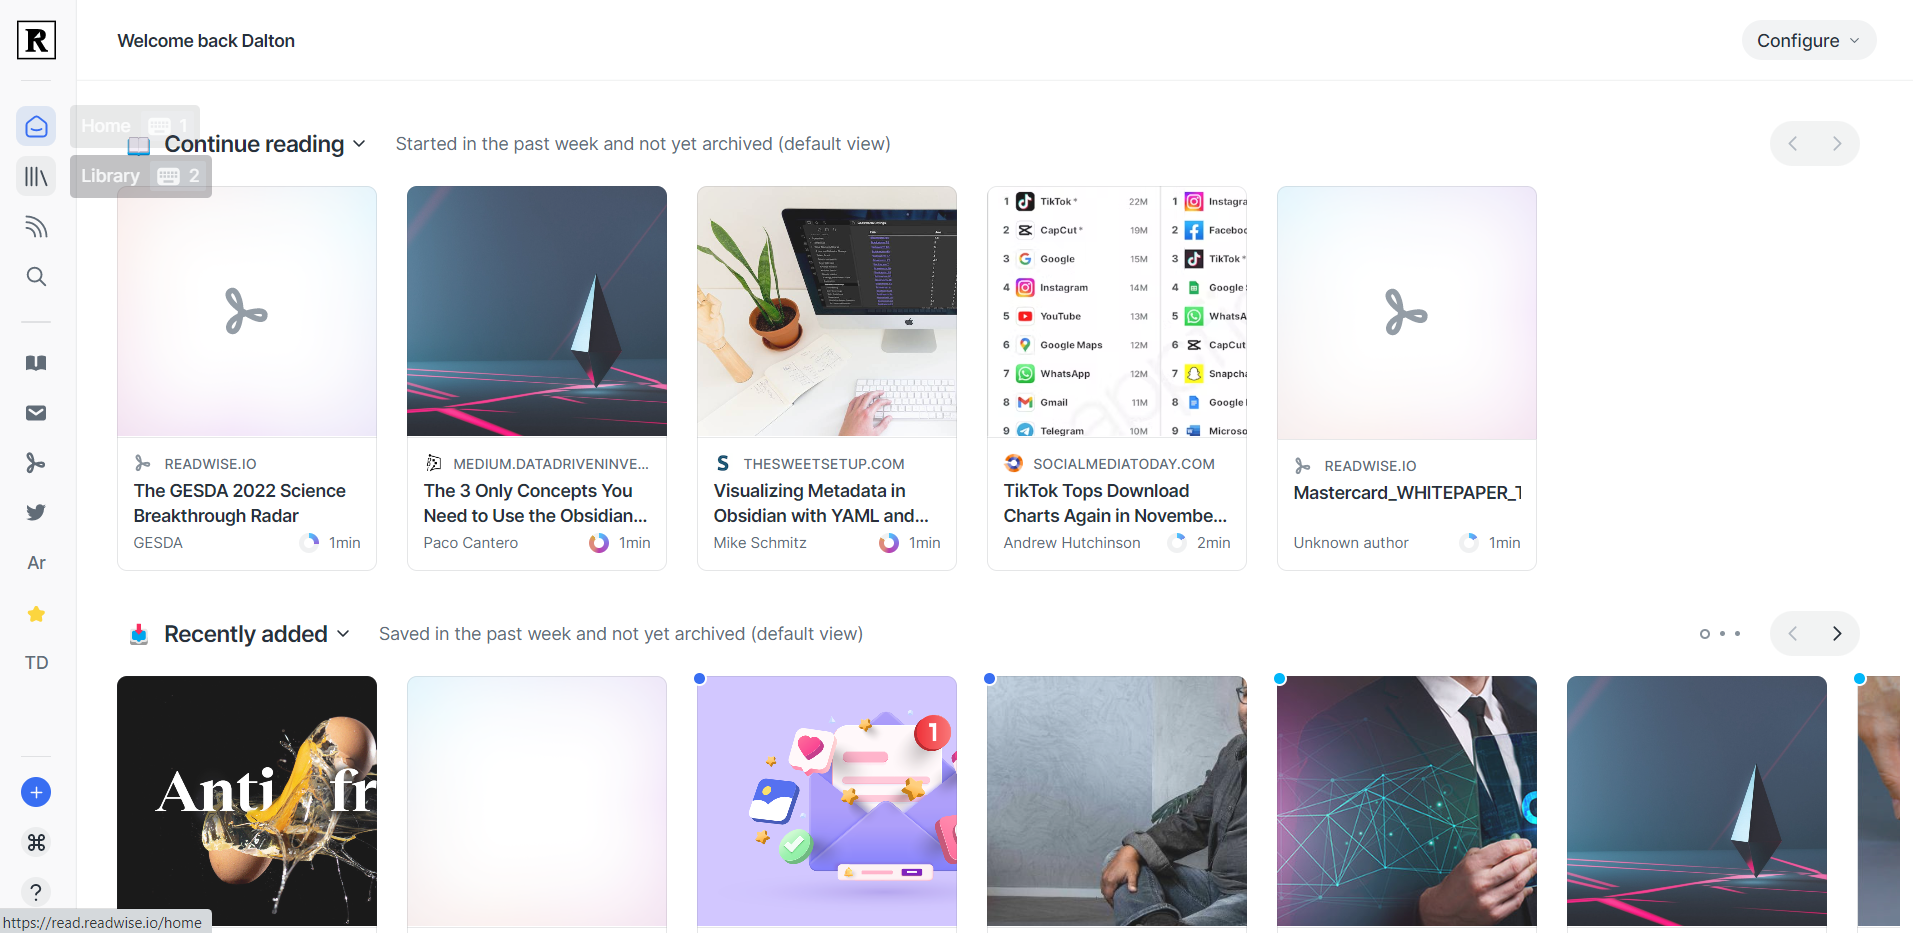 R
Welcome back Dalton
Configure
Home 1
Library 2
Continue reading
Started in the past week and not yet archived (default view)
1 TikTok * 22M
2 CapCut * 19M
3 Google 15M
4 Instagram 14M
5 YouTube 13M
6 Google Maps 12M
7 WhatsApp 12M
8 Gmail 11M
9 Telegram 10M
1 Instagra
2 Faceboo
3 TikTok *
4 Google
5 WhatsA
6 CapCut
7 Snapcha
8 Google
9 Microso
READWISE.IO
The GESDA 2022 Science
Breakthrough Radar
GESDA 1min
MEDIUM.DATADRIVENINVE...
The 3 Only Concepts You
Need to Use the Obsidian...
Paco Cantero 1min
THESWEETSETUP.COM
Visualizing Metadata in
Obsidian with YAML and...
Mike Schmitz 1min
SOCIALMEDIATODAY.COM
TikTok Tops Download
Charts Again in Novembe...
Andrew Hutchinson 2min
READWISE.IO
Mastercard_WHITEPAPER_T
Unknown author 1min
Ar
TD
Recently added
Saved in the past week and not yet archived (default view)
Anti fr
1
?
https://read.readwise.io/home